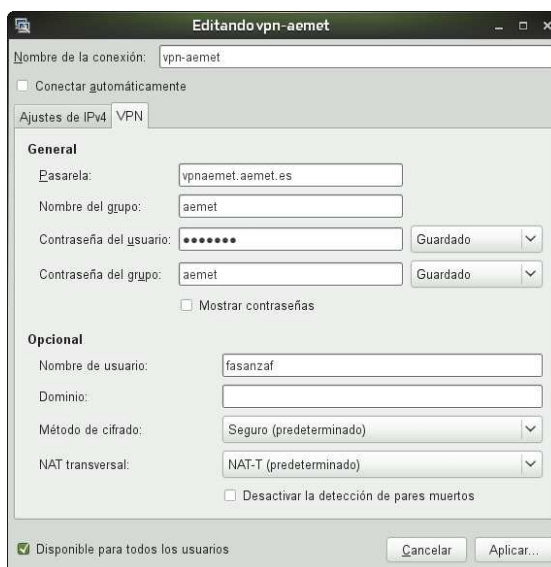 Editando vpn-aemet
Nombre de la conexión: vpn-aemet
Conectar automáticamente
Ajustes de IPv4 VPN
General
Pasarela: vpnaemet.aemet.es
Nombre del grupo: aemet
Contraseña del usuario: ●●●●●●● Guardado
Contraseña del grupo: aemet Guardado
Mostrar contraseñas
Opcional
Nombre de usuario: fasanzaf
Dominio:
Método de cifrado: Seguro (predeterminado)
NAT transversal: NAT-T (predeterminado)
Desactivar la detección de pares muertos
Disponible para todos los usuarios Cancelar Aplicar...